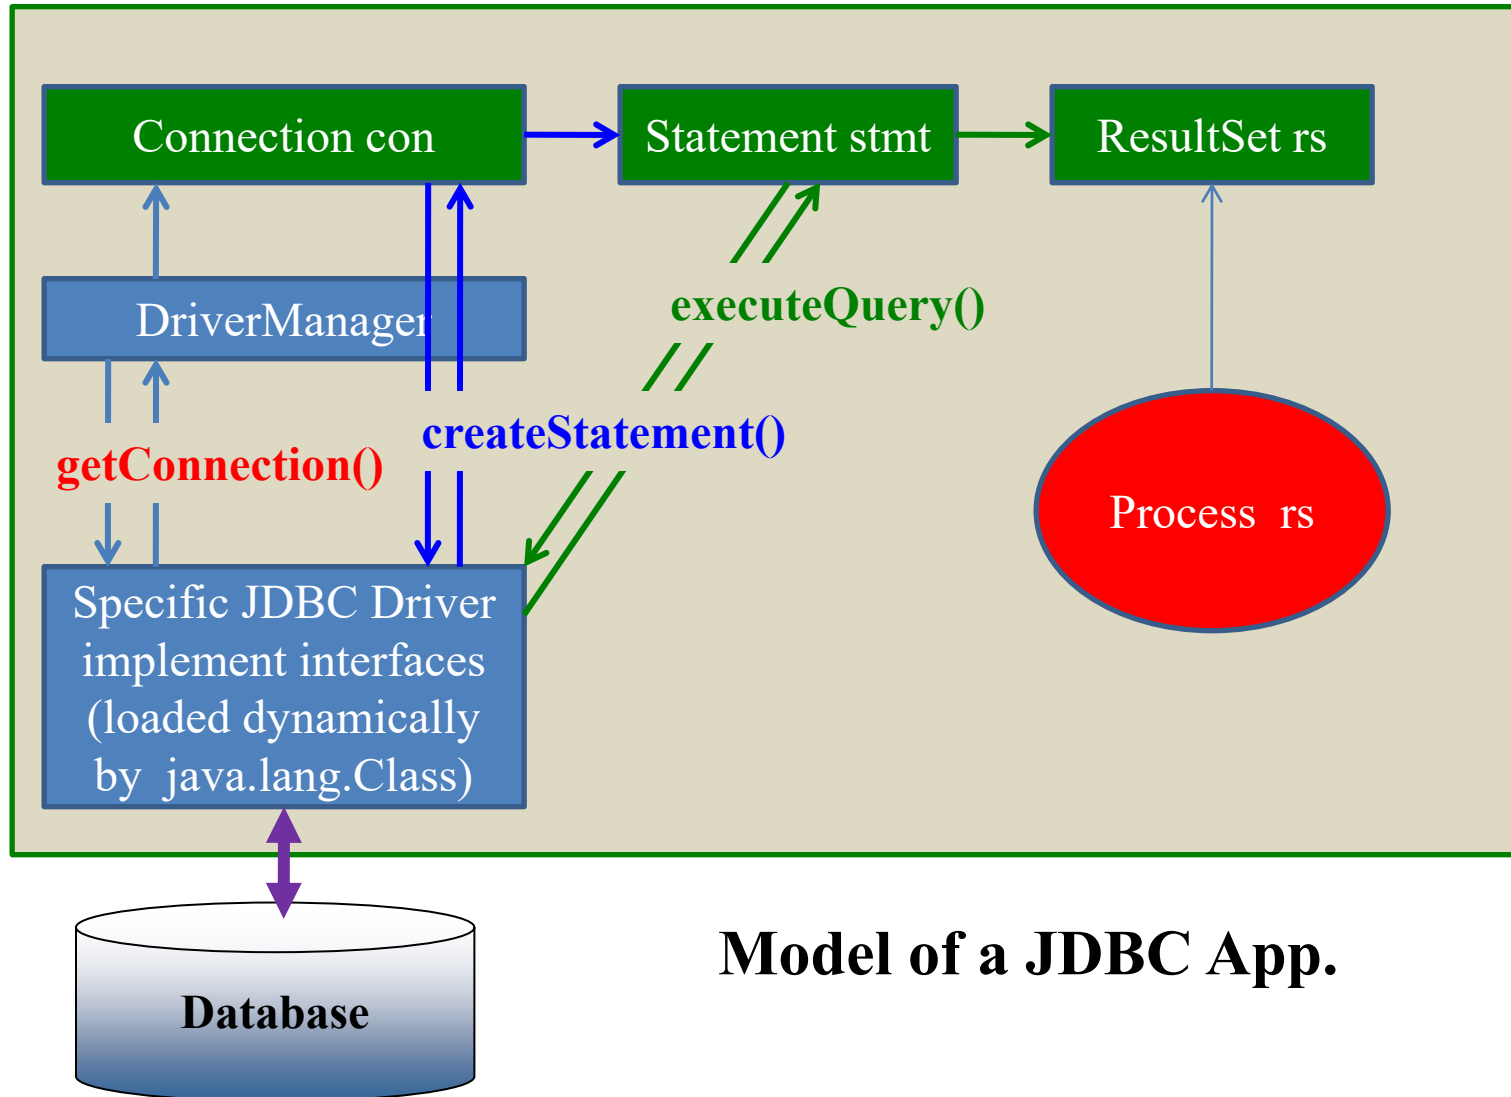 Connection con
Statement stmt
ResultSet rs
DriverManager
executeQuery()
createStatement()
getConnection()
Process rs
Specific JDBC Driver
implement interfaces
(loaded dynamically
by java.lang.Class)
Model of a JDBC App.
Database